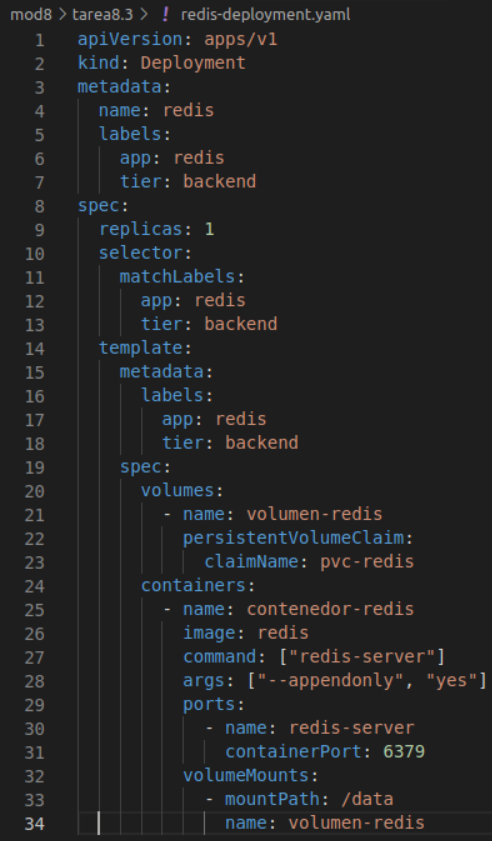 mod8 > tarea8.3 > ! redis-deployment.yaml
1 apiVersion: apps/v1
2 kind: Deployment
3 metadata:
4   name: redis
5   labels:
6     app: redis
7     tier: backend
8 spec:
9   replicas: 1
10   selector:
11     matchLabels:
12       app: redis
13       tier: backend
14   template:
15     metadata:
16       labels:
17         app: redis
18         tier: backend
19     spec:
20       volumes:
21         - name: volumen-redis
22           persistentVolumeClaim:
23             claimName: pvc-redis
24       containers:
25         - name: contenedor-redis
26           image: redis
27           command: ["redis-server"]
28           args: ["--appendonly", "yes"]
29           ports:
30             - name: redis-server
31               containerPort: 6379
32           volumeMounts:
33             - mountPath: /data
34               name: volumen-redis